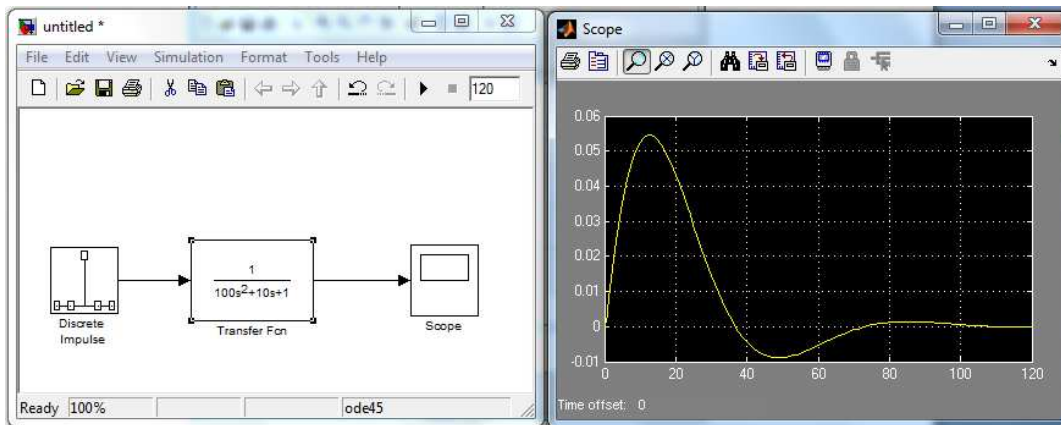 untitled *
File Edit View Simulation Format Tools Help
120
1
100s²+10s+1
Discrete
Impulse
Transfer Fcn
Scope
Ready 100% ode45
Scope
0.06
0.05
0.04
0.03
0.02
0.01
0
-0.01
0 20 40 60 80 100 120
Time offset: 0